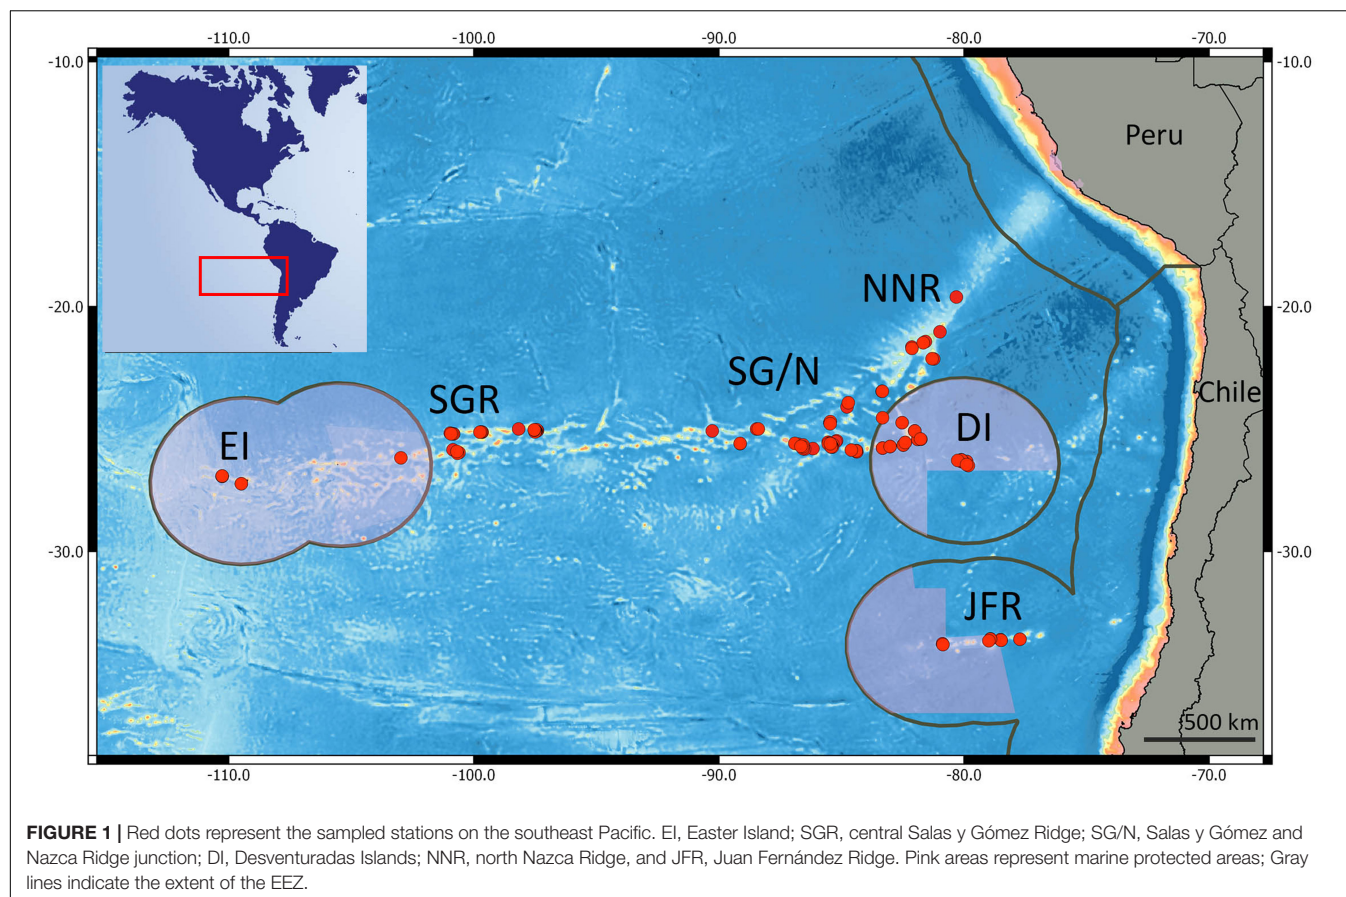 -110.0 -100.0 -90.0 -80.0 -70.0
-10.0 -10.0
Peru
NNR
-20.0 -20.0
SG/N
SGR
Chile
DI
EI
-30.0 -30.0
JFR
500 km
-110.0 -100.0 -90.0 -80.0 -70.0
FIGURE 1 | Red dots represent the sampled stations on the southeast Pacific. EI, Easter Island; SGR, central Salas y Gómez Ridge; SG/N, Salas y Gómez and
Nazca Ridge junction; DI, Desventuradas Islands; NNR, north Nazca Ridge, and JFR, Juan Fernández Ridge. Pink areas represent marine protected areas; Gray
lines indicate the extent of the EEZ.